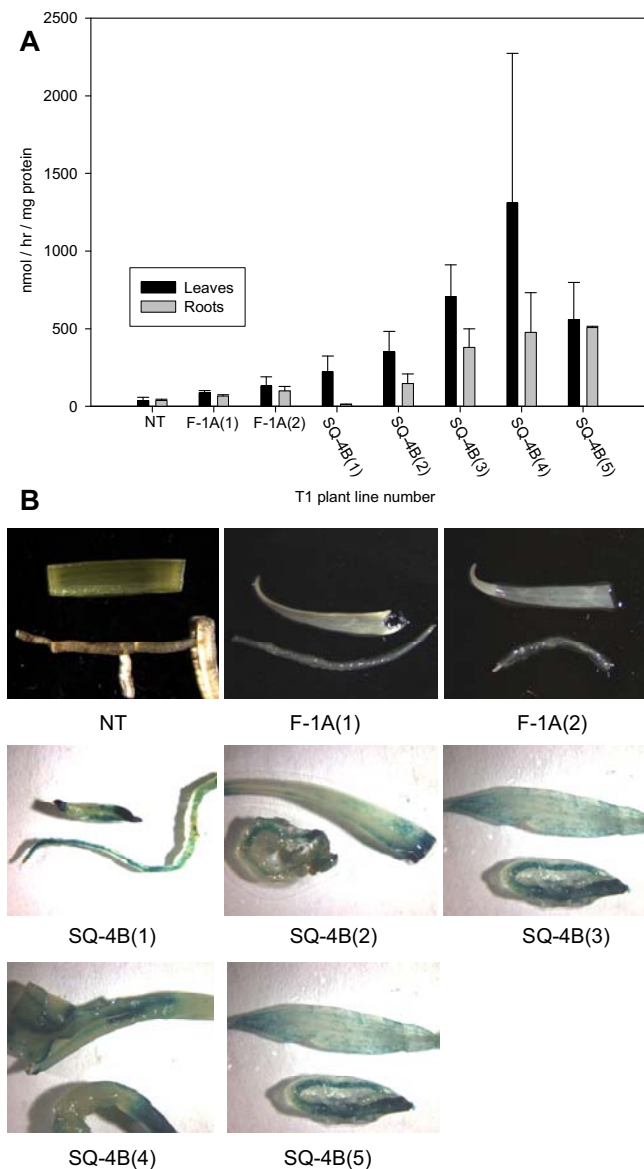 A
2500
2000
1500
1000
500
0
nmol / hr / mg protein
Leaves
Roots
NT
F-1A(1)
F-1A(2)
SQ-4B(1)
SQ-4B(2)
SQ-4B(3)
SQ-4B(4)
SQ-4B(5)
T1 plant line number
B
NT
F-1A(1)
F-1A(2)
SQ-4B(1)
SQ-4B(2)
SQ-4B(3)
SQ-4B(4)
SQ-4B(5)